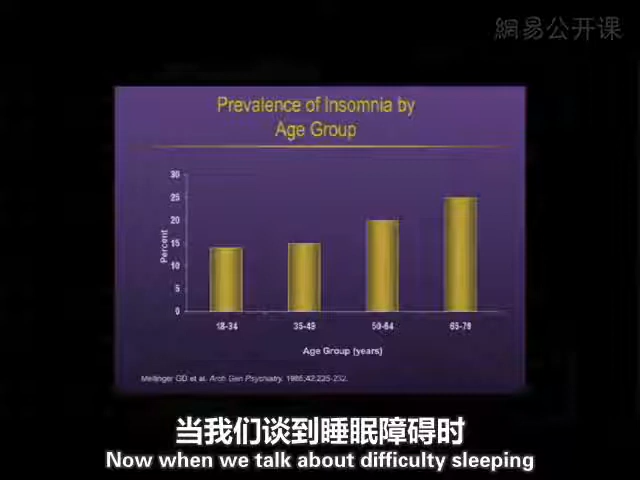 網易公开课
Prevalence of Insomnia by
Age Group
30
25
20
15
10
5
0
Percent
18-34 35-49 50-64 65-79
Age Group (years)
Mellinger GD et al. Arch Gen Psychiatry. 1985;42:225-232.
当我们谈到睡眠障碍时
Now when we talk about difficulty sleeping